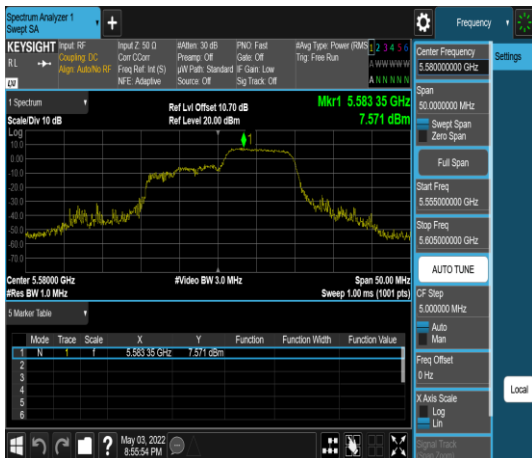 Spectrum Analyzer 1
Swept SA
Frequency
KEYSIGHT
RL
Input: RF
Coupling: DC
Align: Auto/No RF
Input Z: 50 Ω
Corr CCorr
Freq Ref: Int (S)
NFE: Adaptive
#Atten: 30 dB
Preamp: Off
µW Path: Standard
Source: Off
PNO: Fast
Gate: Off
IF Gain: Low
Sig Track: Off
#Avg Type: Power (RMS
Trig: Free Run
1 2 3 4 5 6
A W W W W W
A N N N N N
1 Spectrum
Scale/Div 10 dB
Ref Lvl Offset 10.70 dB
Ref Level 20.00 dBm
Mkr1 5.583 35 GHz
7.571 dBm
Log
10.0
0.00
-10.0
-20.0
-30.0
-40.0
-50.0
-60.0
-70.0
1
Center 5.58000 GHz
#Res BW 1.0 MHz
#Video BW 3.0 MHz
Span 50.00 MHz
Sweep 1.00 ms (1001 pts)
5 Marker Table
Mode Trace Scale X Y Function Function Width Function Value
1 N 1 f 5.583 35 GHz 7.571 dBm
2
3
4
5
6
May 03, 2022
8:55:54 PM
?
Center Frequency
5.580000000 GHz
Settings
Span
50.0000000 MHz
Swept Span
Zero Span
Full Span
Start Freq
5.555000000 GHz
Stop Freq
5.605000000 GHz
AUTO TUNE
CF Step
5.000000 MHz
Auto
Man
Freq Offset
0 Hz
Local
X Axis Scale
Log
Lin
Signal Track